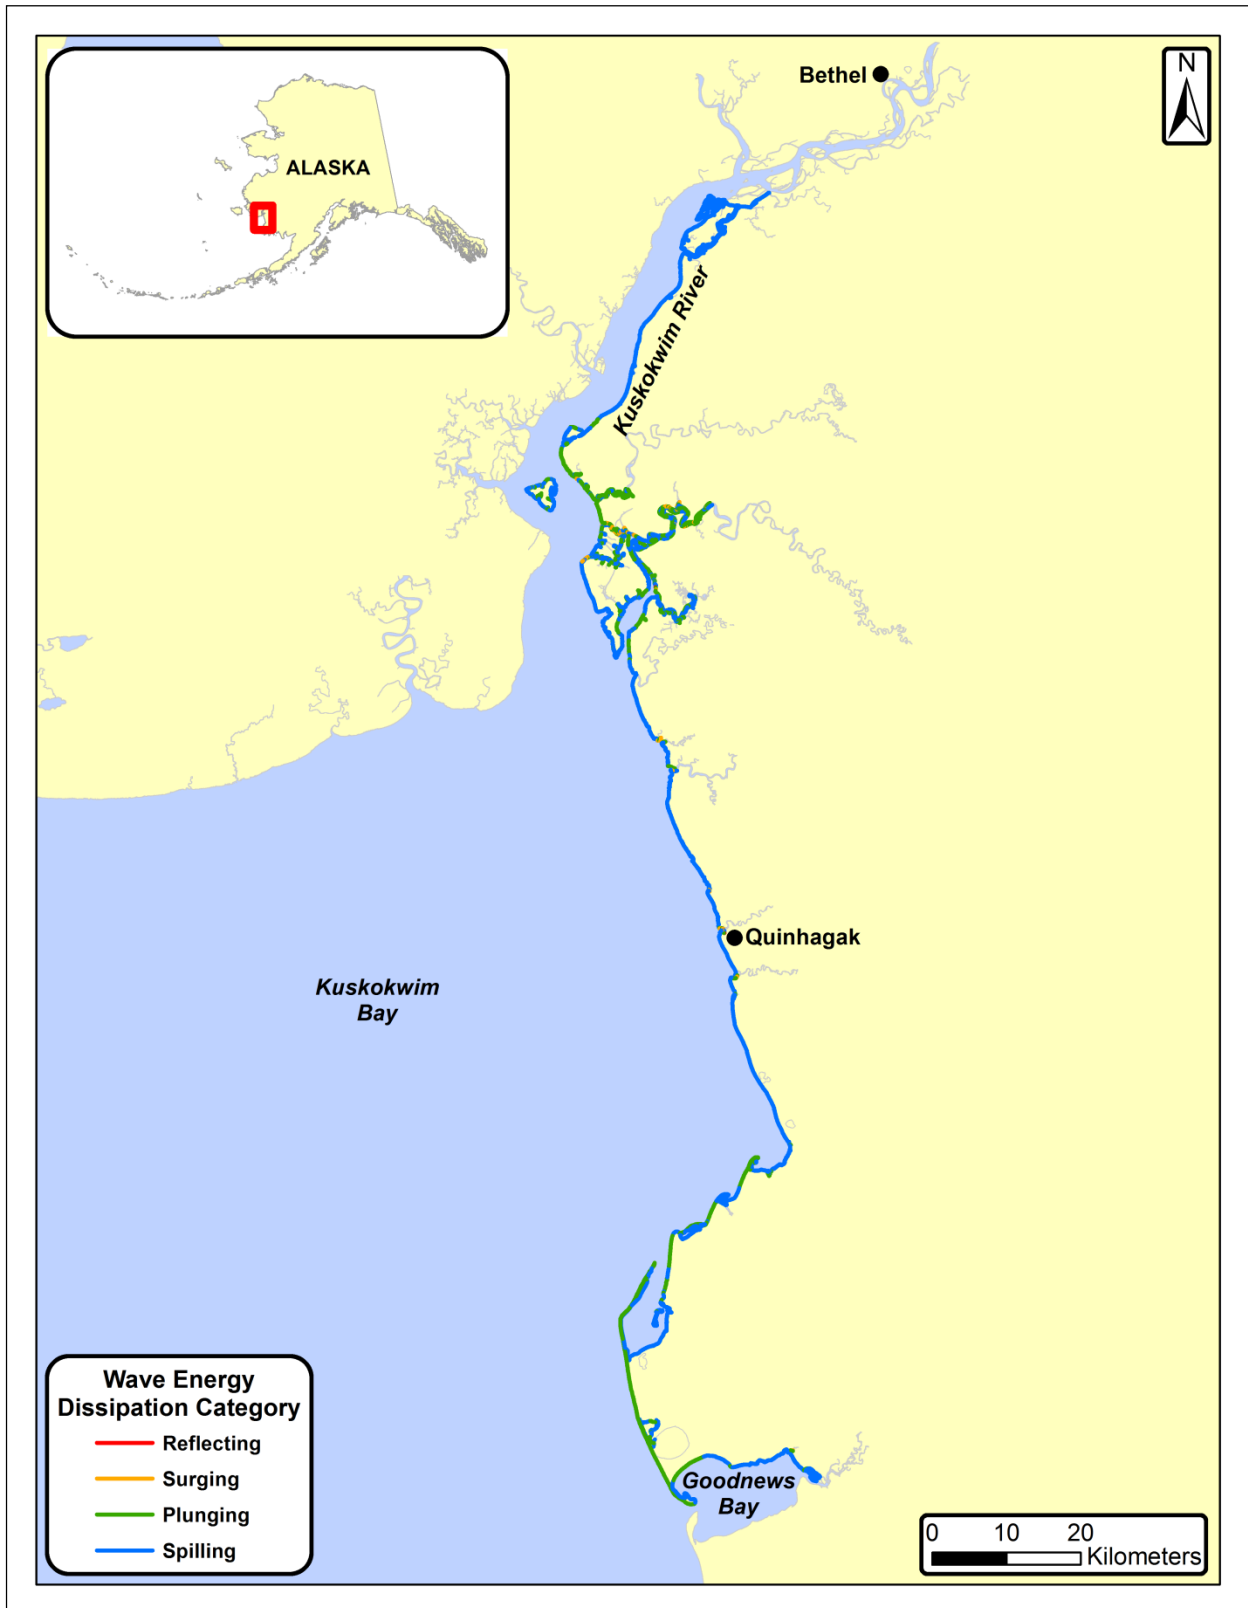 ALASKA
Bethel
N
Kuskokwim River
Quinhagak
Kuskokwim
Bay
Goodnews
Bay
Wave Energy
Dissipation Category
Reflecting
Surging
Plunging
Spilling
0 10 20
Kilometers